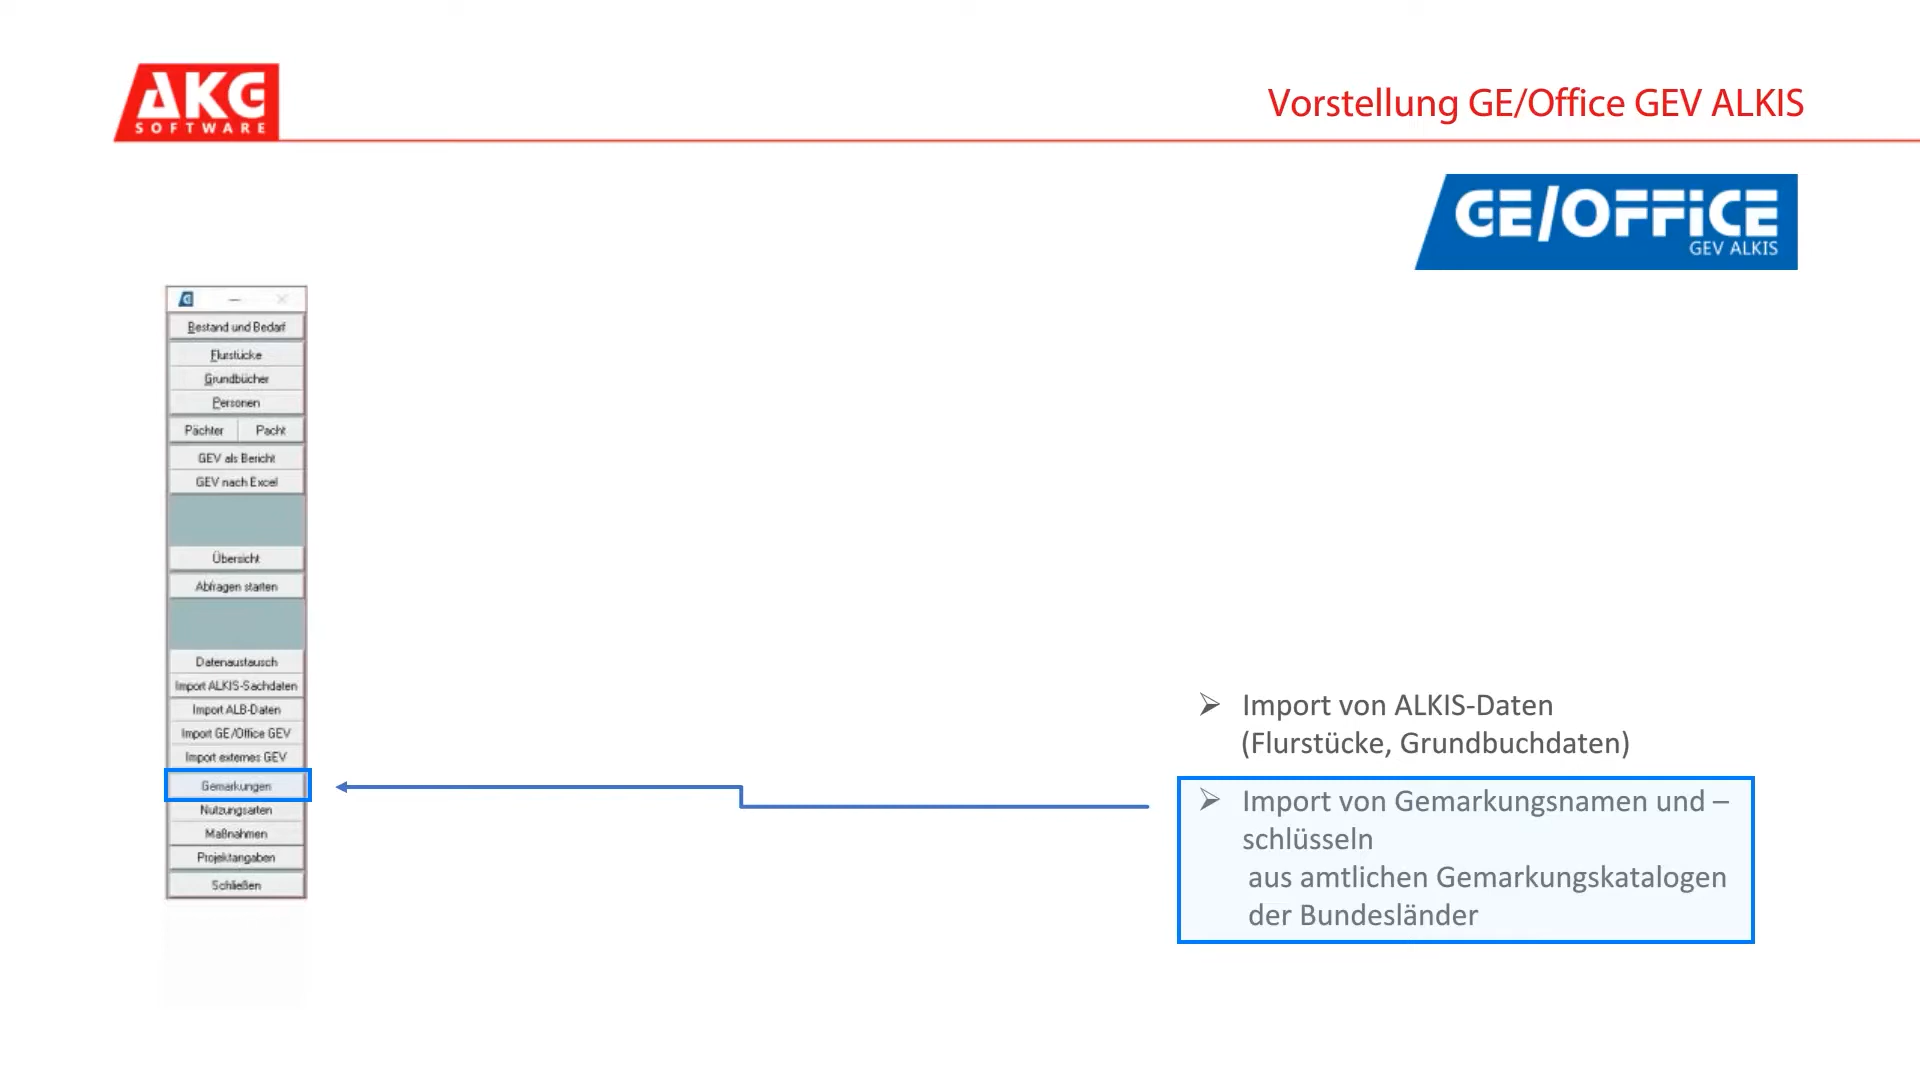 AKG
SOFTWARE
Vorstellung GE/Office GEV ALKIS
GE/OFFiCE
GEV ALKIS
Bestand und Bedarf
Flurstücke
Grundbücher
Personen
Pächter Pacht
GEV als Bericht
GEV nach Excel
Übersicht
Abfragen starten
Datenaustausch
Import ALKIS-Sachdaten
Import ALB-Daten
Import GE/Office GEV
Import externes GEV
Gemarkungen
Nutzungsarten
Maßnahmen
Projektangaben
Schließen
Import von ALKIS-Daten
(Flurstücke, Grundbuchdaten)
Import von Gemarkungsnamen und –
schlüsseln
aus amtlichen Gemarkungskatalogen
der Bundesländer